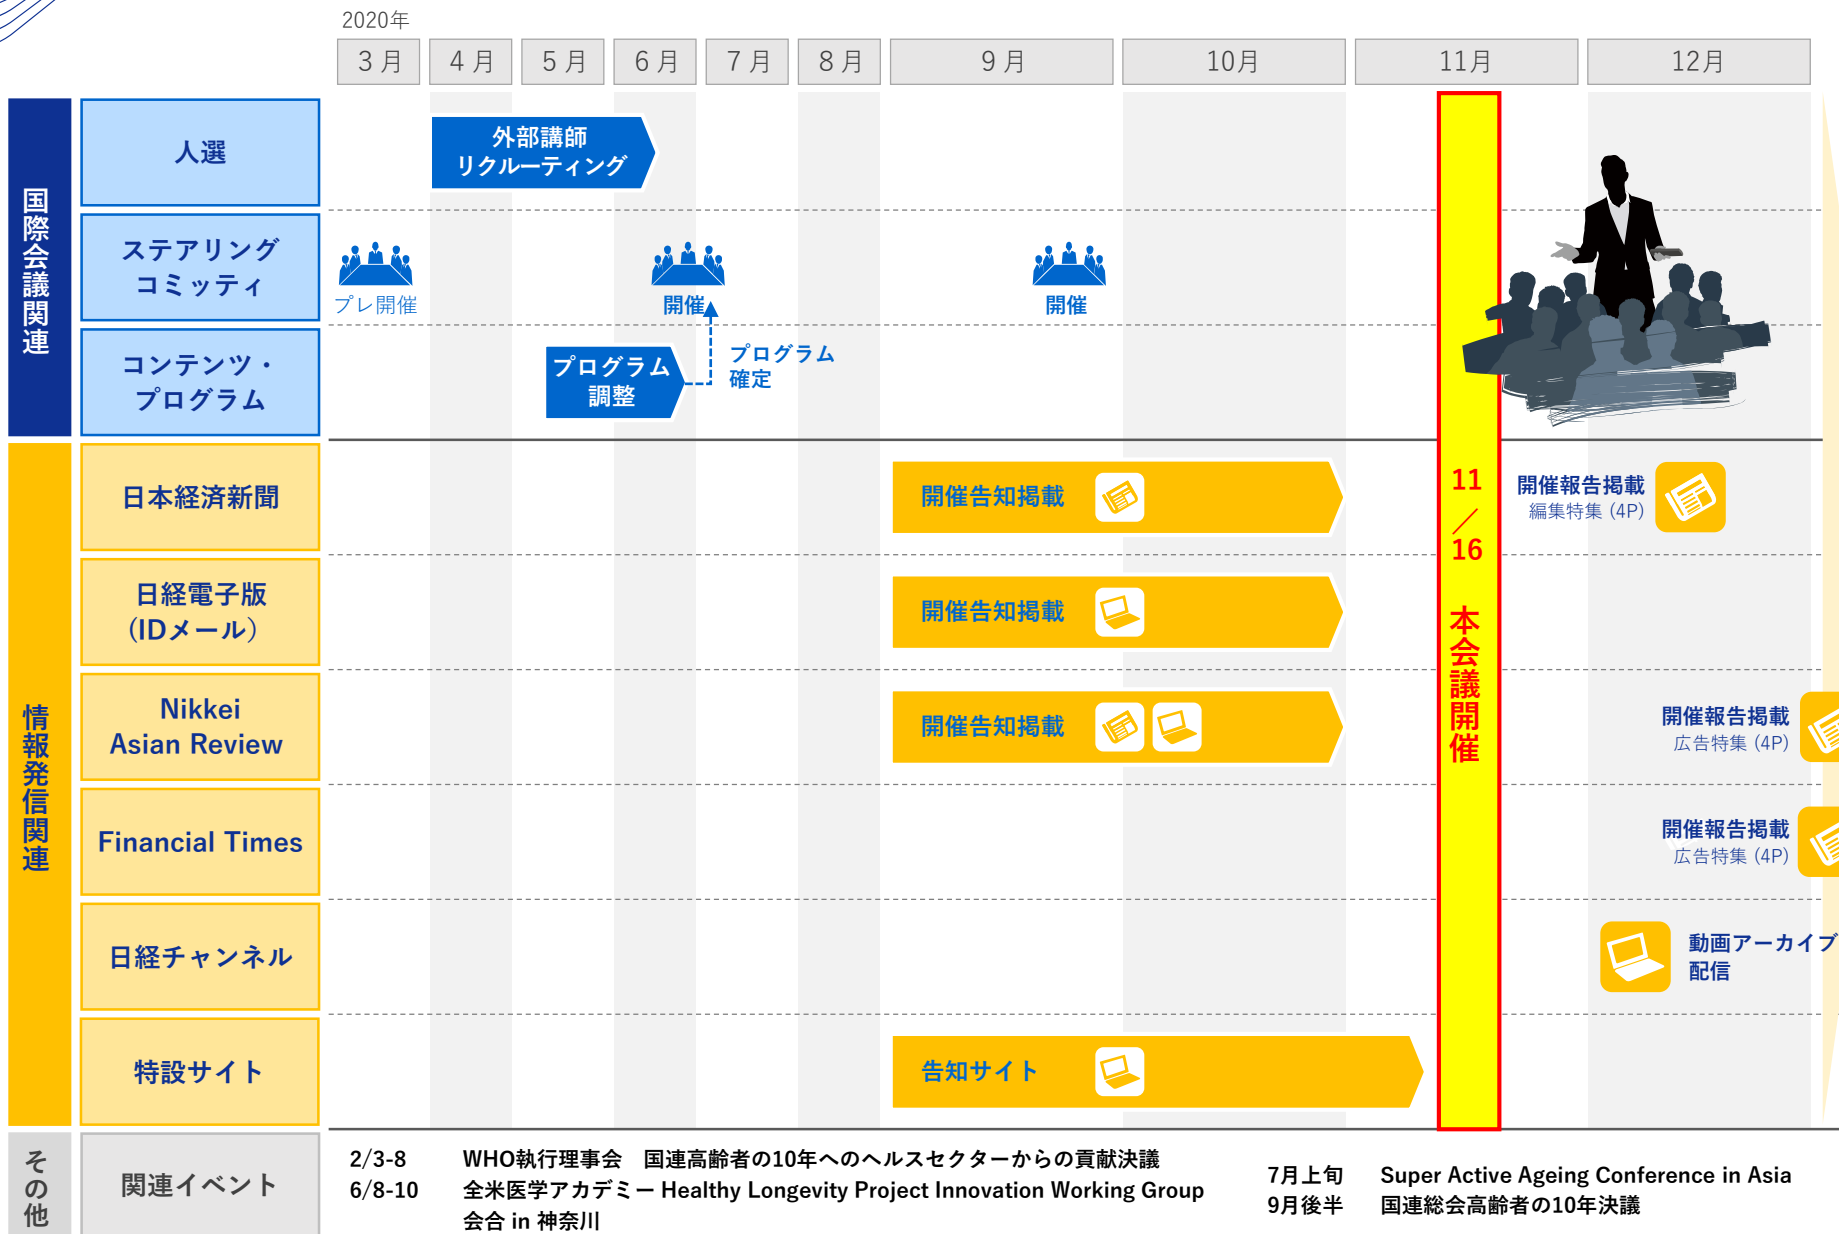 2020年
3月 4月 5月 6月 7月 8月 9月 10月 11月 12月
国際会議関連
人選
外部講師
リクルーティング
ステアリング
コミッティ
プレ開催
開催
開催
コンテンツ・
プログラム
プログラム
調整
プログラム
確定
情報発信関連
日本経済新聞
開催告知掲載
開催報告掲載
編集特集 (4P)
11
／
16
本会議開催
日経電子版
(IDメール)
開催告知掲載
Nikkei
Asian Review
開催告知掲載
開催報告掲載
広告特集 (4P)
Financial Times
開催報告掲載
広告特集 (4P)
日経チャンネル
動画アーカイブ
配信
特設サイト
告知サイト
その他
関連イベント
2/3-8 WHO執行理事会 国連高齢者の10年へのヘルスセクターからの貢献決議
6/8-10 全米医学アカデミー Healthy Longevity Project Innovation Working Group
会合 in 神奈川
7月上旬 Super Active Ageing Conference in Asia
9月後半 国連総会高齢者の10年決議